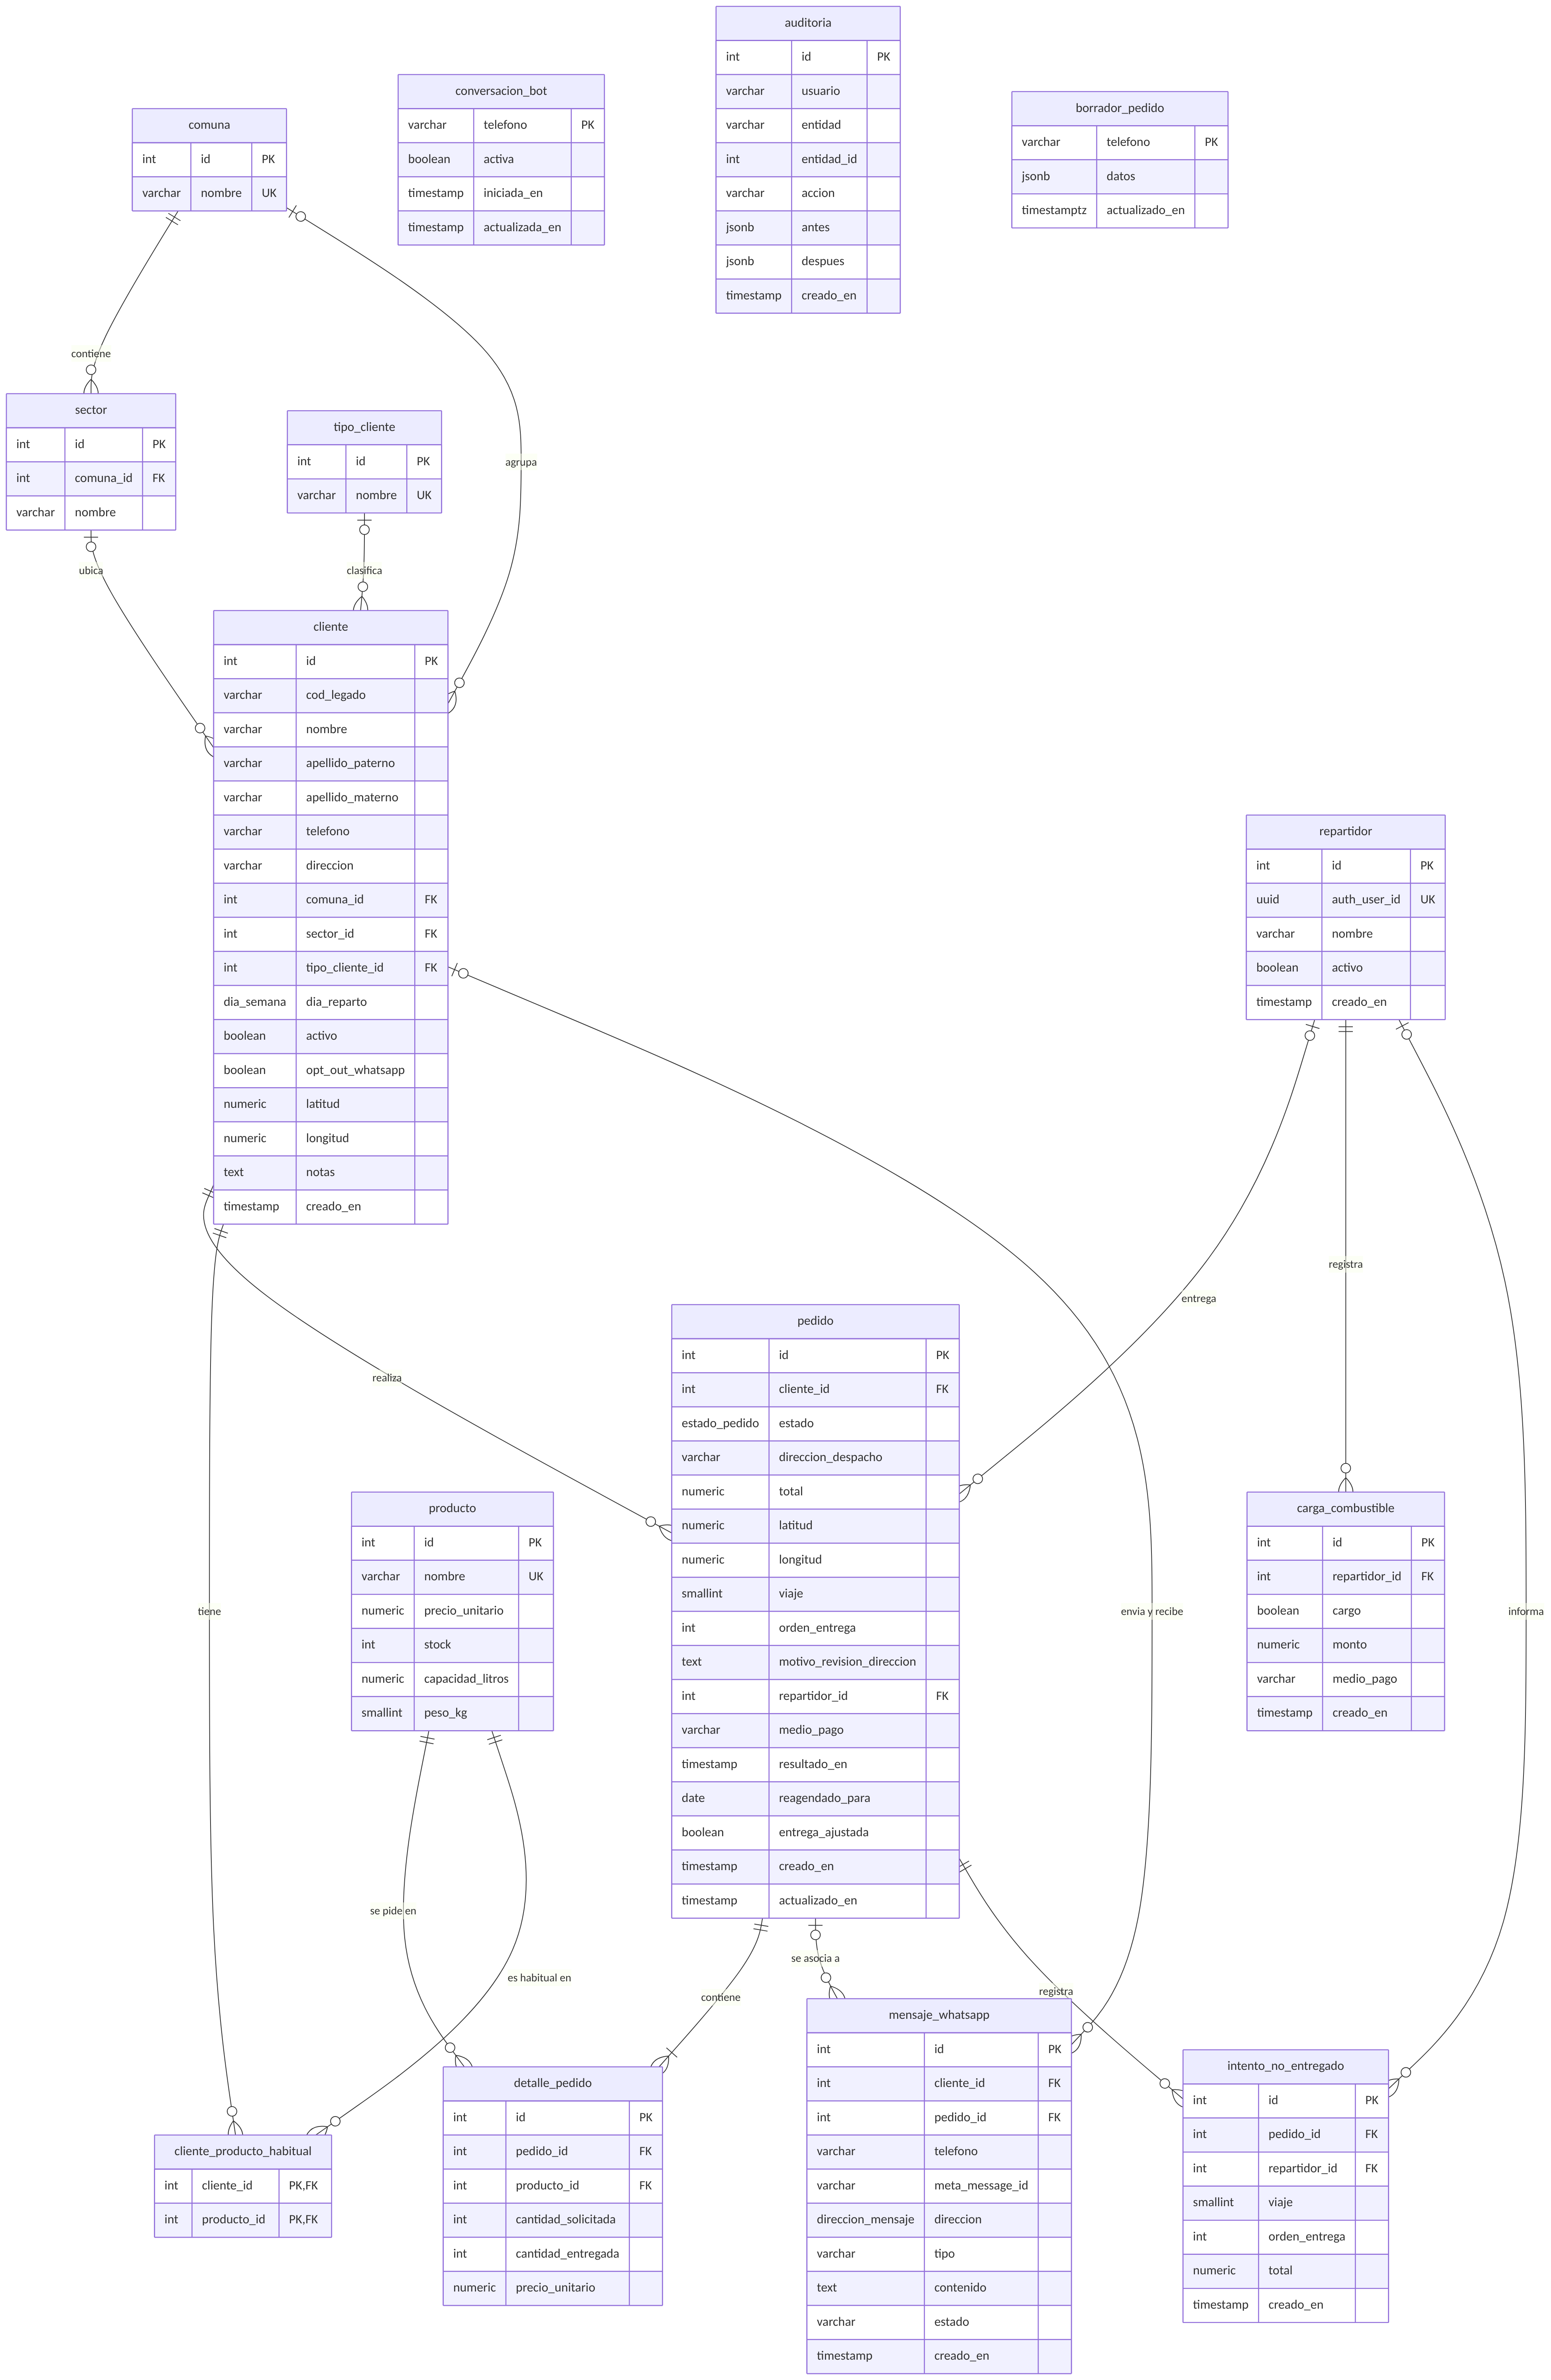 auditoria
int id PK
varchar usuario
varchar entidad
int entidad_id
varchar accion
jsonb antes
jsonb despues
timestamp creado_en
conversacion_bot
varchar telefono PK
boolean activa
timestamp iniciada_en
timestamp actualizada_en
borrador_pedido
varchar telefono PK
jsonb datos
timestamptz actualizado_en
comuna
int id PK
varchar nombre UK
contiene
agrupa
sector
int id PK
int comuna_id FK
varchar nombre
tipo_cliente
int id PK
varchar nombre UK
ubica
clasifica
cliente
int id PK
varchar cod_legado
varchar nombre
varchar apellido_paterno
varchar apellido_materno
varchar telefono
varchar direccion
int comuna_id FK
int sector_id FK
int tipo_cliente_id FK
dia_semana dia_reparto
boolean activo
boolean opt_out_whatsapp
numeric latitud
numeric longitud
text notas
timestamp creado_en
repartidor
int id PK
uuid auth_user_id UK
varchar nombre
boolean activo
timestamp creado_en
registra
entrega
realiza
pedido
int id PK
int cliente_id FK
estado_pedido estado
varchar direccion_despacho
numeric total
numeric latitud
numeric longitud
smallint viaje
int orden_entrega
text motivo_revision_direccion
int repartidor_id FK
varchar medio_pago
timestamp resultado_en
date reagendado_para
boolean entrega_ajustada
timestamp creado_en
timestamp actualizado_en
producto
int id PK
varchar nombre UK
numeric precio_unitario
int stock
numeric capacidad_litros
smallint peso_kg
carga_combustible
int id PK
int repartidor_id FK
boolean cargo
numeric monto
varchar medio_pago
timestamp creado_en
tiene
envia y recibe
informa
se pide en
es habitual en
contiene
se asocia a
registra
cliente_producto_habitual
int cliente_id PK,FK
int producto_id PK,FK
detalle_pedido
int id PK
int pedido_id FK
int producto_id FK
int cantidad_solicitada
int cantidad_entregada
numeric precio_unitario
mensaje_whatsapp
int id PK
int cliente_id FK
int pedido_id FK
varchar telefono
varchar meta_message_id
direccion_mensaje direccion
varchar tipo
text contenido
varchar estado
timestamp creado_en
intento_no_entregado
int id PK
int pedido_id FK
int repartidor_id FK
smallint viaje
int orden_entrega
numeric total
timestamp creado_en